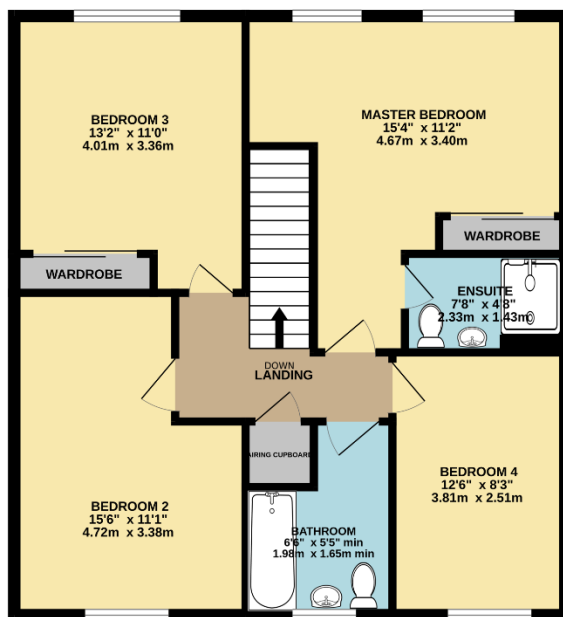 BEDROOM 3
13'2" x 11'0"
4.01m x 3.36m
MASTER BEDROOM
15'4" x 11'2"
4.67m x 3.40m
WARDROBE
WARDROBE
ENSUITE
7'8" x 4'8"
2.33m x 1.43m
DOWN
LANDING
AIRING CUPBOARD
BEDROOM 2
15'6" x 11'1"
4.72m x 3.38m
BATHROOM
6'6" x 5'5" min
1.98m x 1.65m min
BEDROOM 4
12'6" x 8'3"
3.81m x 2.51m